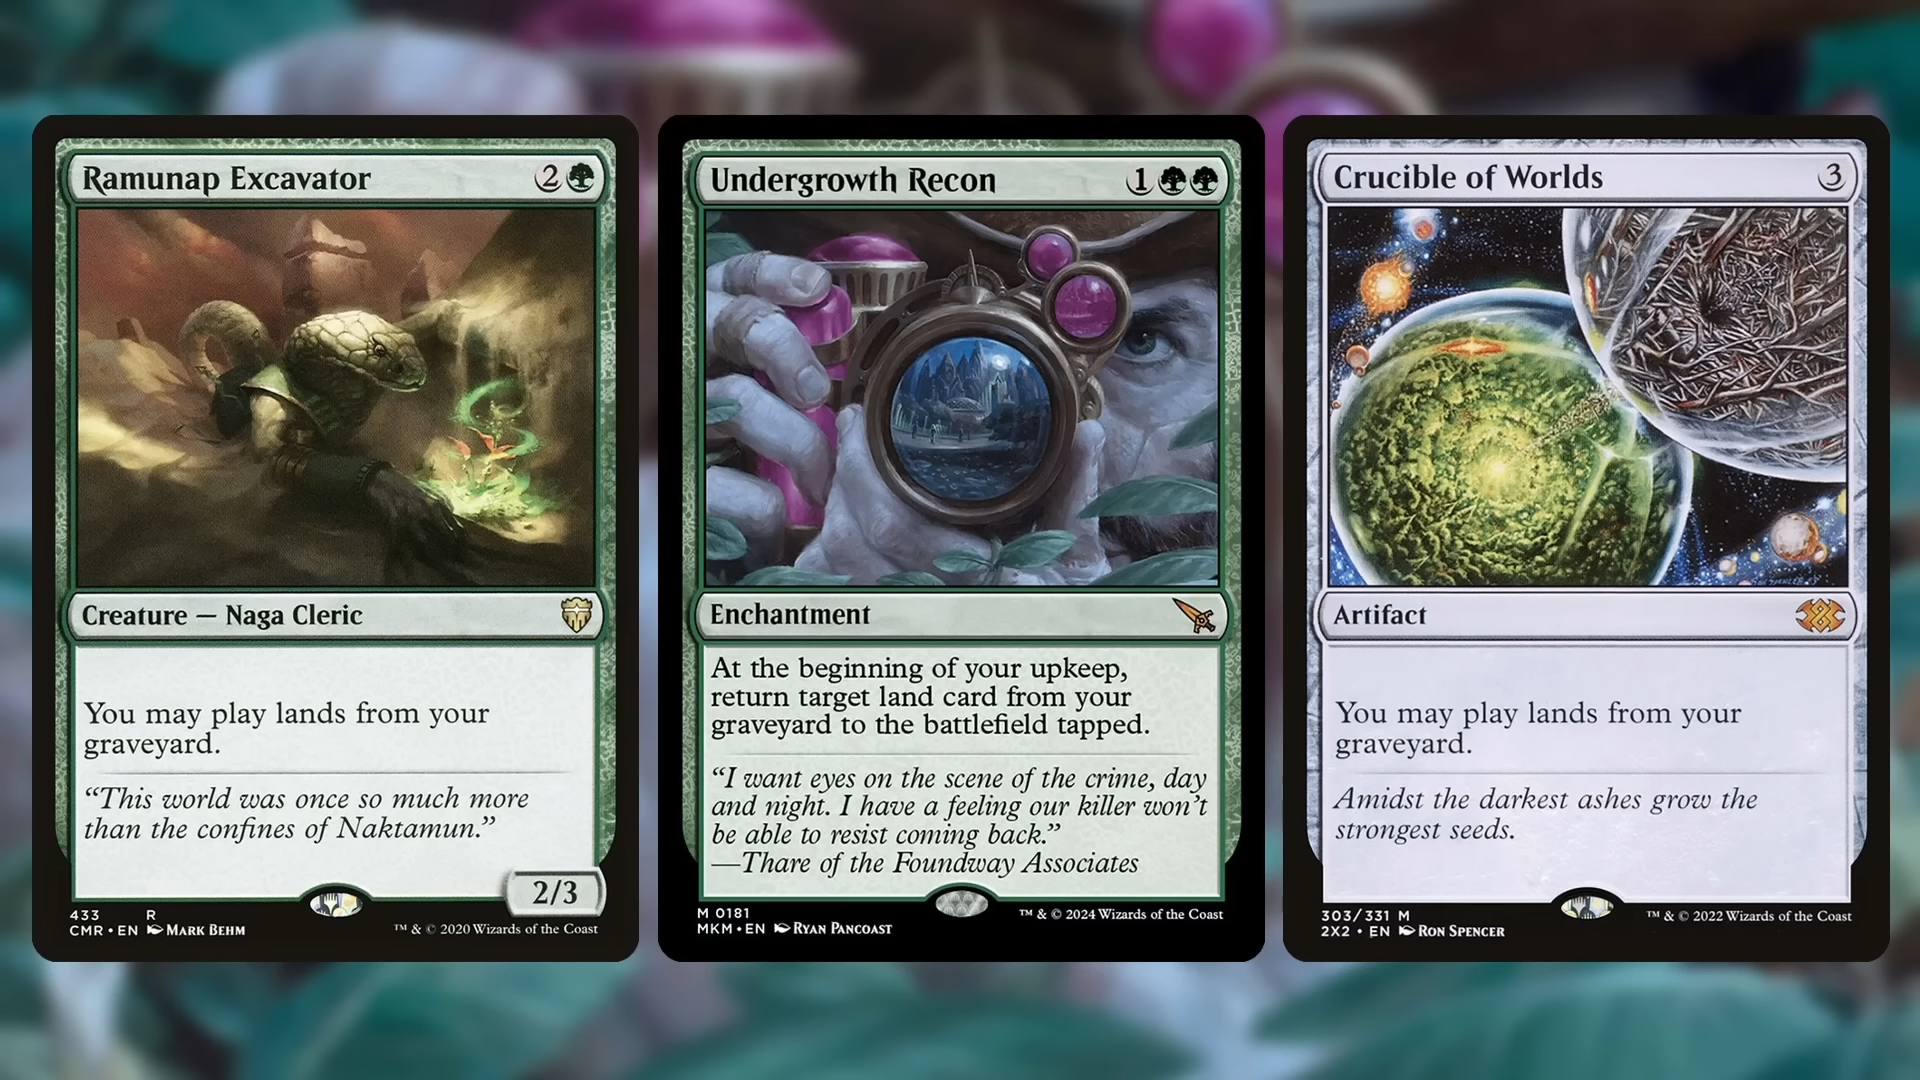 Ramunap Excavator 2
Creature — Naga Cleric
You may play lands from your
graveyard.
“This world was once so much more
than the confines of Naktamun.”
2/3
433 R
CMR • EN MARK BEHM
™ & © 2020 Wizards of the Coast
Undergrowth Recon 1
Enchantment
At the beginning of your upkeep,
return target land card from your
graveyard to the battlefield tapped.
“I want eyes on the scene of the crime, day
and night. I have a feeling our killer won’t
be able to resist coming back.”
—Thare of the Foundway Associates
M 0181
MKM • EN RYAN PANCOAST
™ & © 2024 Wizards of the Coast
Crucible of Worlds 3
Artifact
You may play lands from your
graveyard.
Amidst the darkest ashes grow the
strongest seeds.
303/331 M
2X2 • EN RON SPENCER
™ & © 2022 Wizards of the Coast